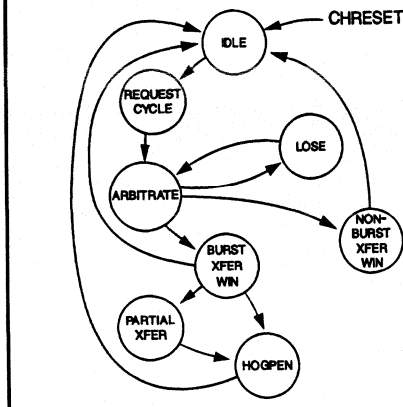 CHRESET
IDLE
REQUEST
CYCLE
LOSE
ARBITRATE
NON-
BURST
XFER
WIN
BURST
XFER
WIN
PARTIAL
XFER
HOGPEN